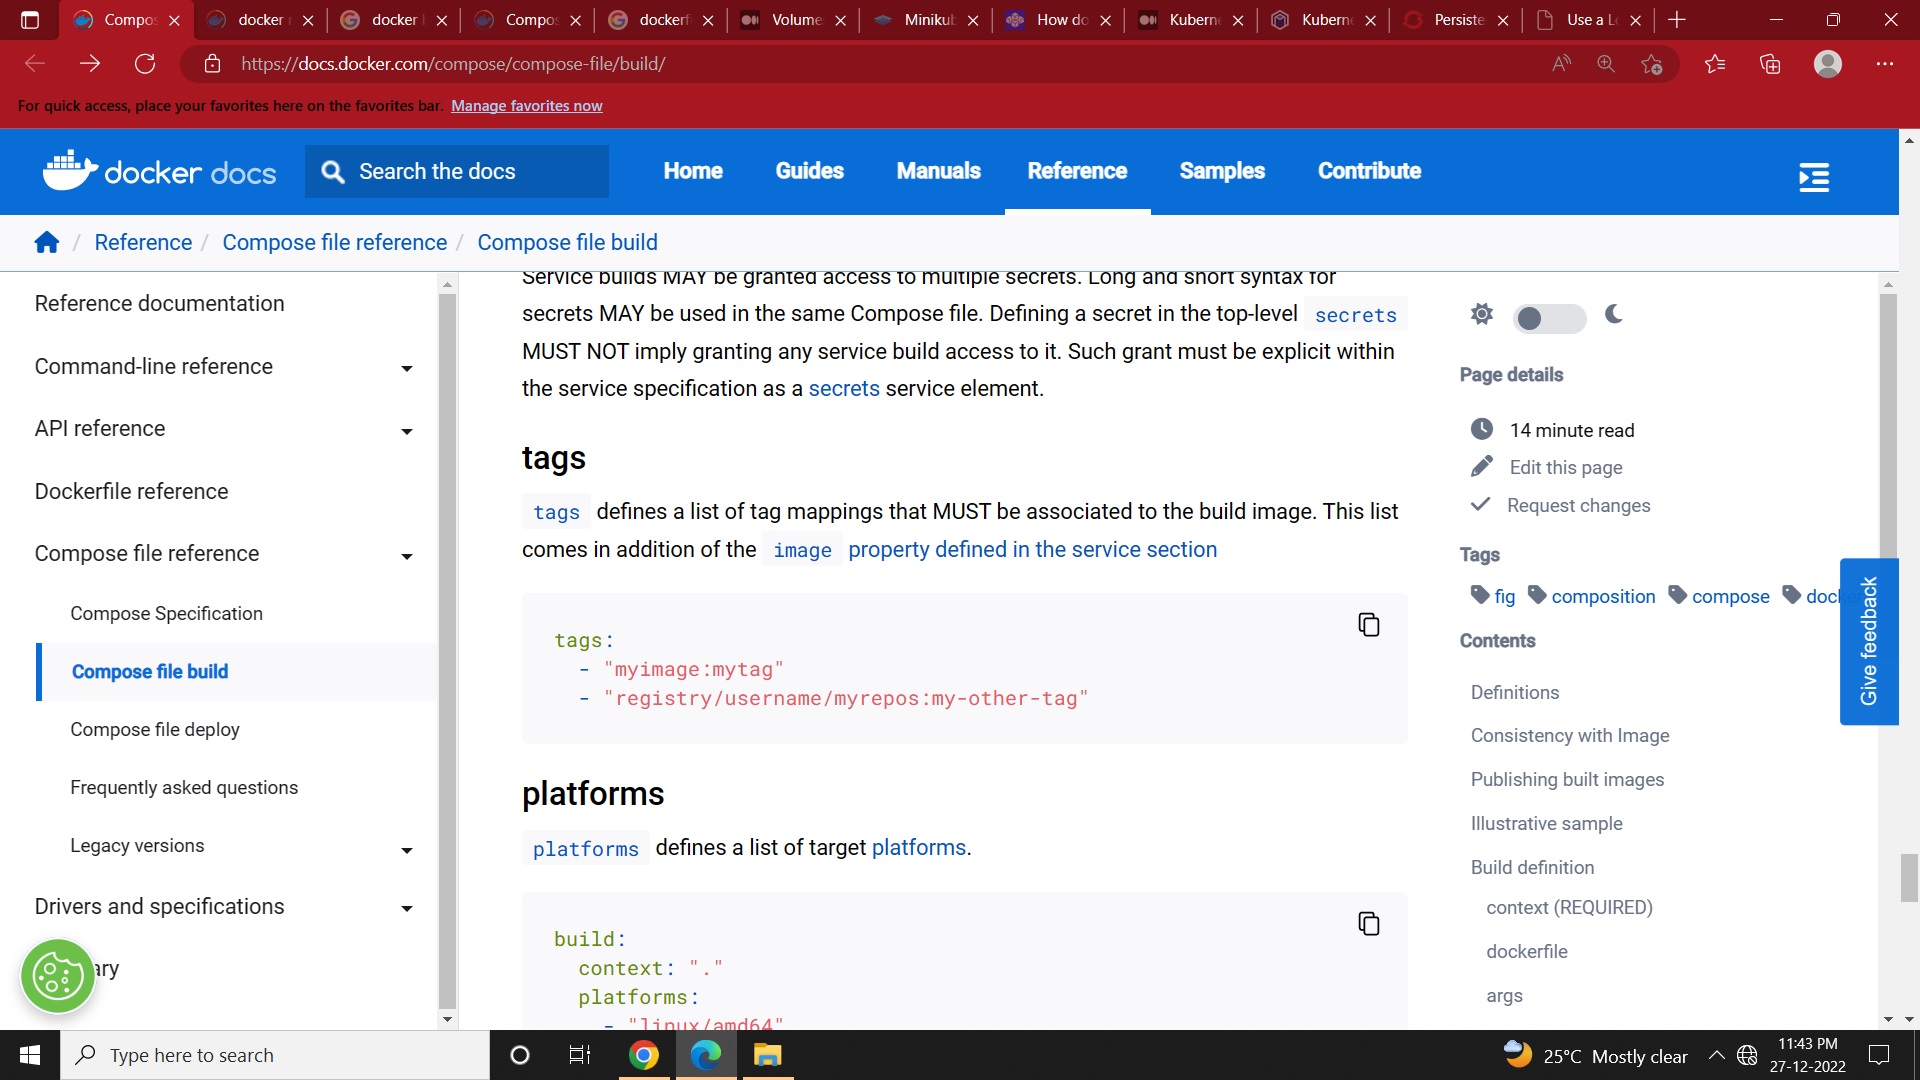 Compos
docker
docker
Compos
dockerf
Volume
Minikub
How do
Kuberne
Kuberne
Persiste
Use a Lo
https://docs.docker.com/compose/compose-file/build/
For quick access, place your favorites here on the favorites bar. Manage favorites now
docker docs
Search the docs
Home
Guides
Manuals
Reference
Samples
Contribute
/ Reference / Compose file reference / Compose file build
Reference documentation
Command-line reference
API reference
Dockerfile reference
Compose file reference
Compose Specification
Compose file build
Compose file deploy
Frequently asked questions
Legacy versions
Drivers and specifications
ary
Service builds MAY be granted access to multiple secrets. Long and short syntax for
secrets MAY be used in the same Compose file. Defining a secret in the top-level secrets
MUST NOT imply granting any service build access to it. Such grant must be explicit within
the service specification as a secrets service element.
tags
tags defines a list of tag mappings that MUST be associated to the build image. This list
comes in addition of the image property defined in the service section
tags:
- "myimage:mytag"
- "registry/username/myrepos:my-other-tag"
platforms
platforms defines a list of target platforms.
build:
context: "."
platforms:
- "linux/amd64"
Page details
14 minute read
Edit this page
Request changes
Tags
fig composition compose docker
Contents
Definitions
Consistency with Image
Publishing built images
Illustrative sample
Build definition
context (REQUIRED)
dockerfile
args
Give feedback
Type here to search
25°C Mostly clear
11:43 PM
27-12-2022